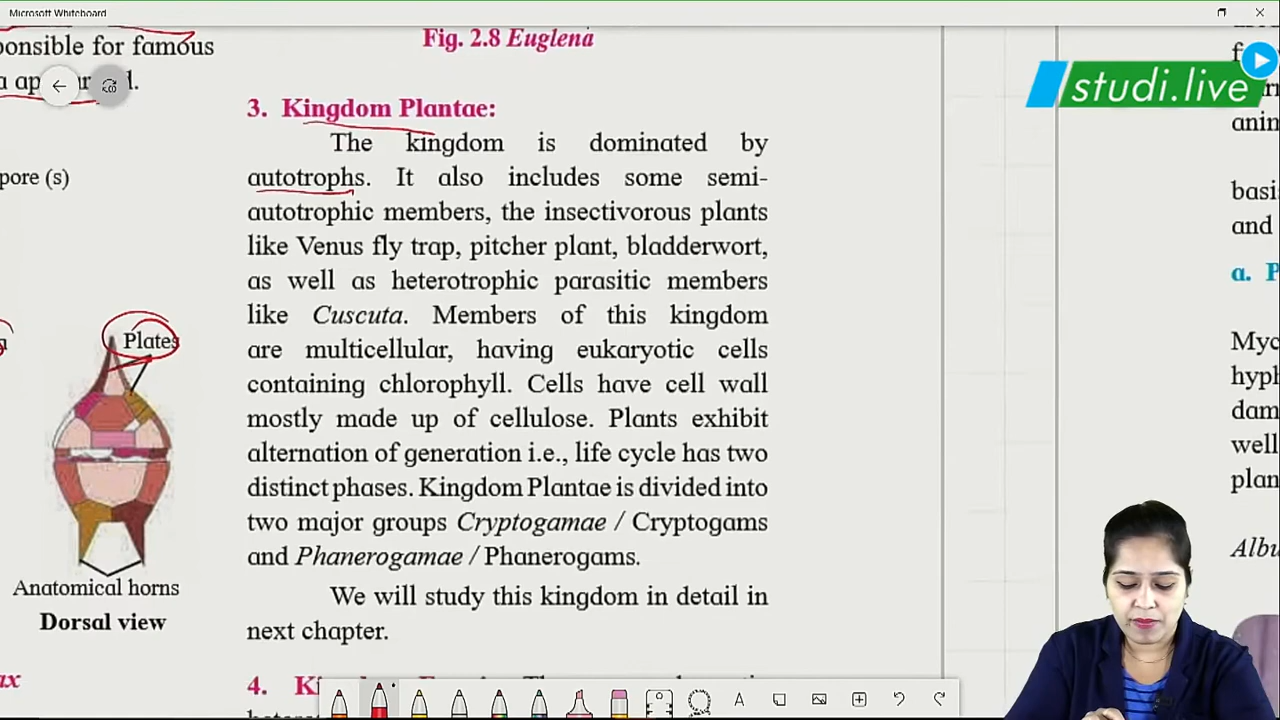 Microsoft Whiteboard
ponsible for famous
Fig. 2.8 Euglena
studi.live
3. Kingdom Plantae:
The kingdom is dominated by
autotrophs. It also includes some semi-
autotrophic members, the insectivorous plants
like Venus fly trap, pitcher plant, bladderwort,
as well as heterotrophic parasitic members
like Cuscuta. Members of this kingdom
are multicellular, having eukaryotic cells
containing chlorophyll. Cells have cell wall
mostly made up of cellulose. Plants exhibit
alternation of generation i.e., life cycle has two
distinct phases. Kingdom Plantae is divided into
two major groups Cryptogamae / Cryptogams
and Phanerogamae / Phanerogams.
We will study this kingdom in detail in
next chapter.
4.
pore (s)
Plates
Anatomical horns
Dorsal view
ax
anin
basi
and
a. P
Myc
hyph
dam
well
plan
Albu